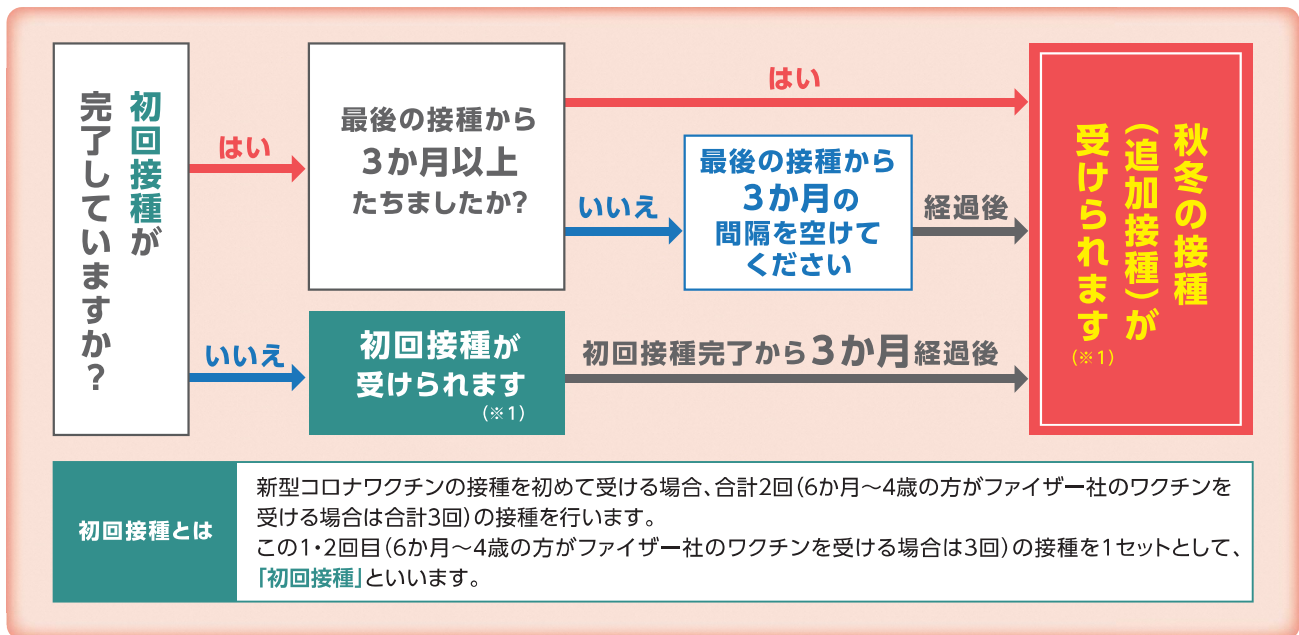 初回接種が
完了していますか?
はい
最後の接種から
3か月以上
たちましたか?
はい
いいえ
最後の接種から
3か月の
間隔を空けて
ください
経過後
いいえ
初回接種が
受けられます
(※1)
初回接種完了から3か月経過後
秋冬の接種
(追加接種)が
受けられます
(※1)
初回接種とは
新型コロナワクチンの接種を初めて受ける場合、合計2回(6か月~4歳の方がファイザー社のワクチンを
受ける場合は合計3回)の接種を行います。
この1・2回目(6か月~4歳の方がファイザー社のワクチンを受ける場合は3回)の接種を1セットとして、
「初回接種」といいます。